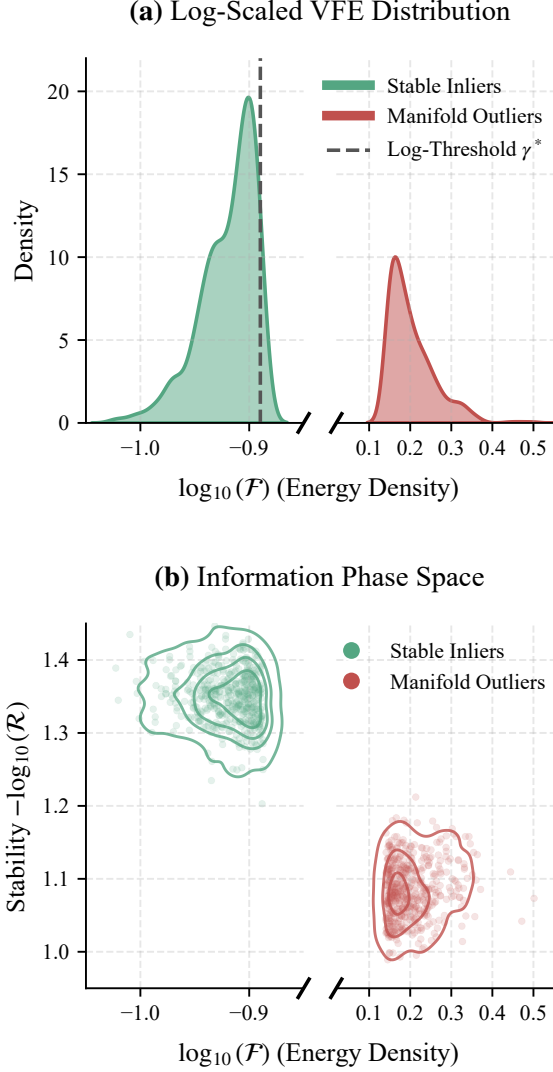 (a) Log-Scaled VFE Distribution
20
15
10
5
0
Density
Stable Inliers
Manifold Outliers
Log-Threshold γ*
−1.0 −0.9 0.1 0.2 0.3 0.4 0.5
log₁₀(ℱ) (Energy Density)
(b) Information Phase Space
1.4
1.3
1.2
1.1
1.0
Stability −log₁₀(ℛ)
Stable Inliers
Manifold Outliers
−1.0 −0.9 0.1 0.2 0.3 0.4 0.5
log₁₀(ℱ) (Energy Density)